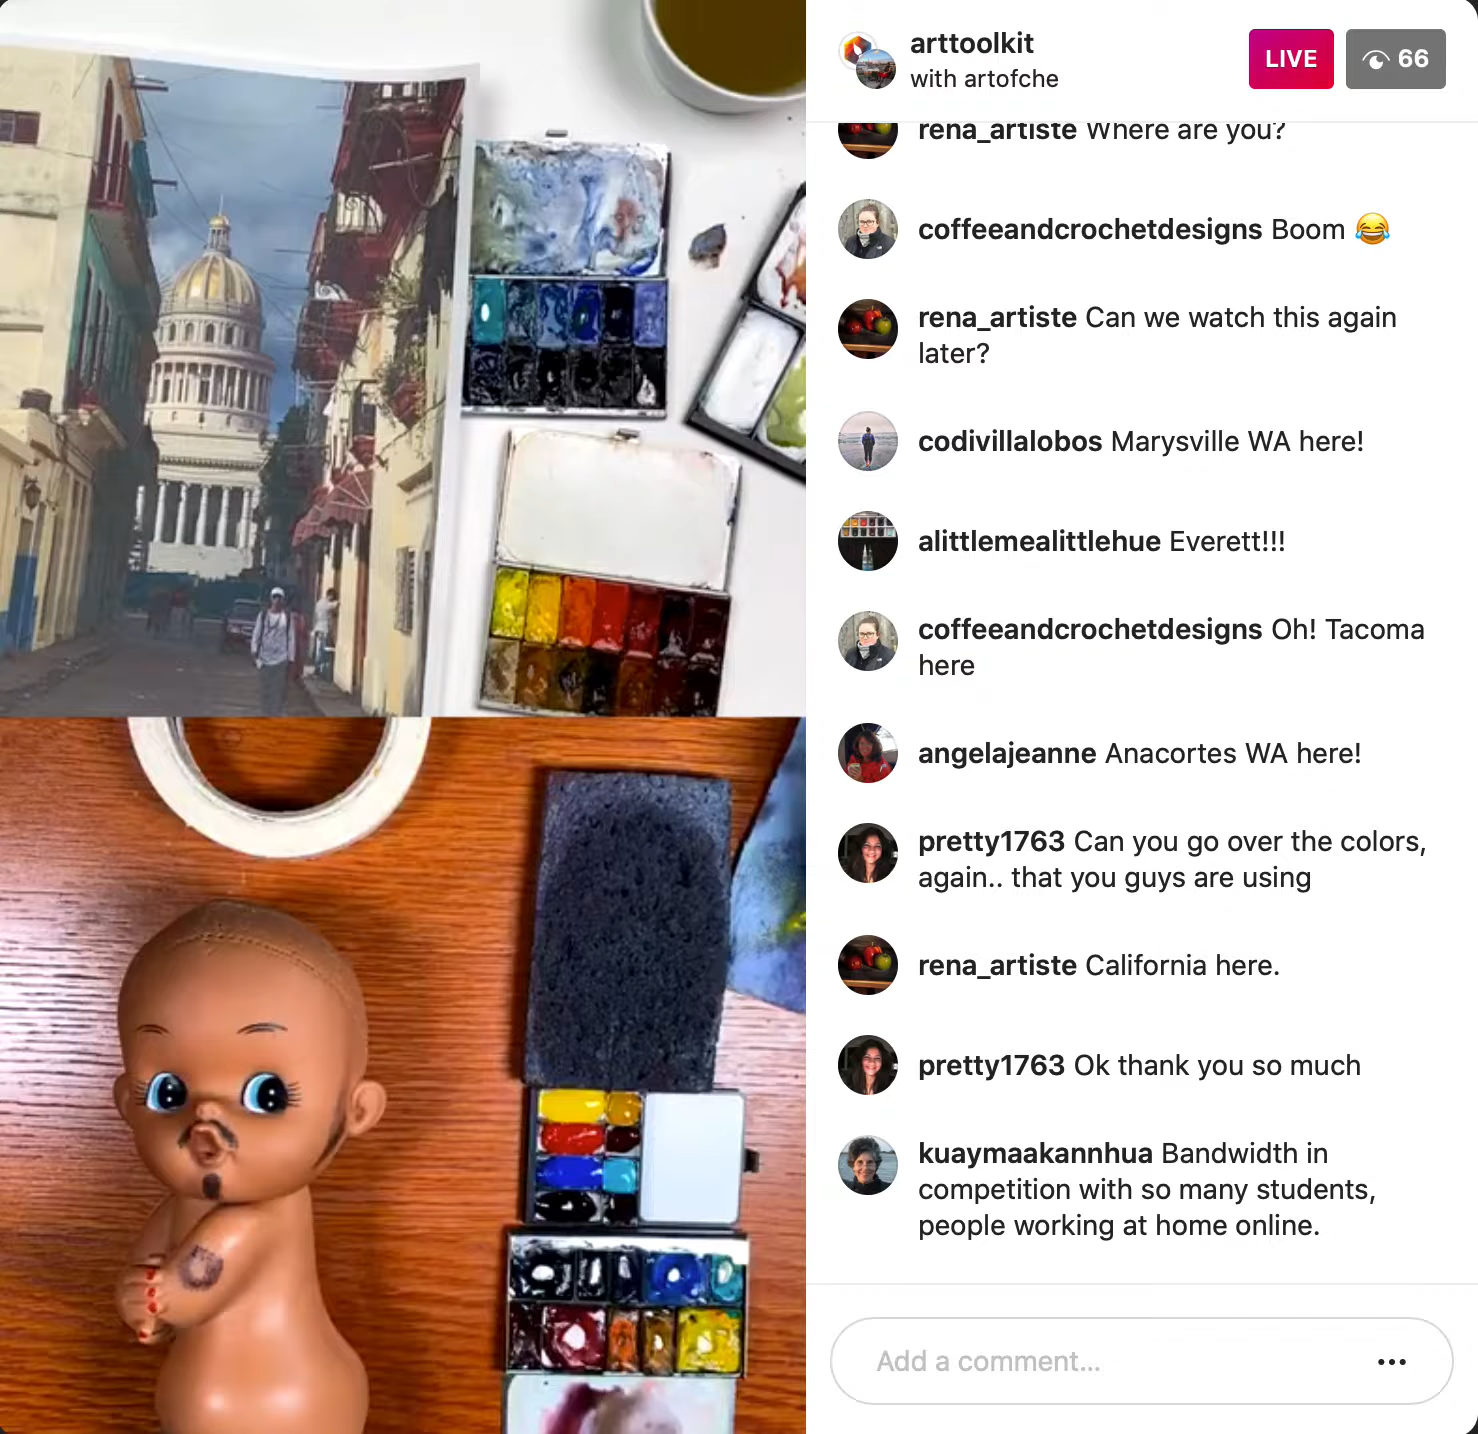 arttoolkit
with artofche
LIVE
66
rena_artiste Where are you?
coffeeandcrochetdesigns Boom 😂
rena_artiste Can we watch this again
later?
codivillalobos Marysville WA here!
alittlemealittlehue Everett!!!
coffeeandcrochetdesigns Oh! Tacoma
here
angelajeanne Anacortes WA here!
pretty1763 Can you go over the colors,
again.. that you guys are using
rena_artiste California here.
pretty1763 Ok thank you so much
kuaymaakannhua Bandwidth in
competition with so many students,
people working at home online.
Add a comment...